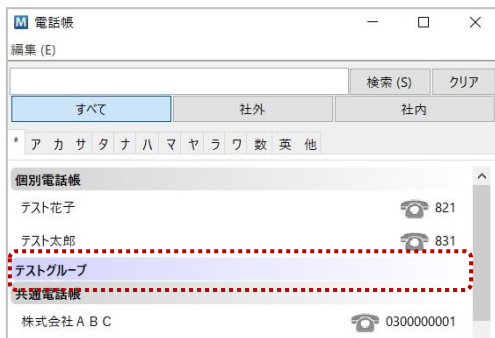 M 電話帳
編集 (E)
検索 (S) クリア
すべて 社外 社内
* ア カ サ タ ナ ハ マ ヤ ラ ワ 数 英 他
個別電話帳
テスト花子 821
テスト太郎 831
テストグループ
共通電話帳
株式会社ＡＢＣ 0300000001